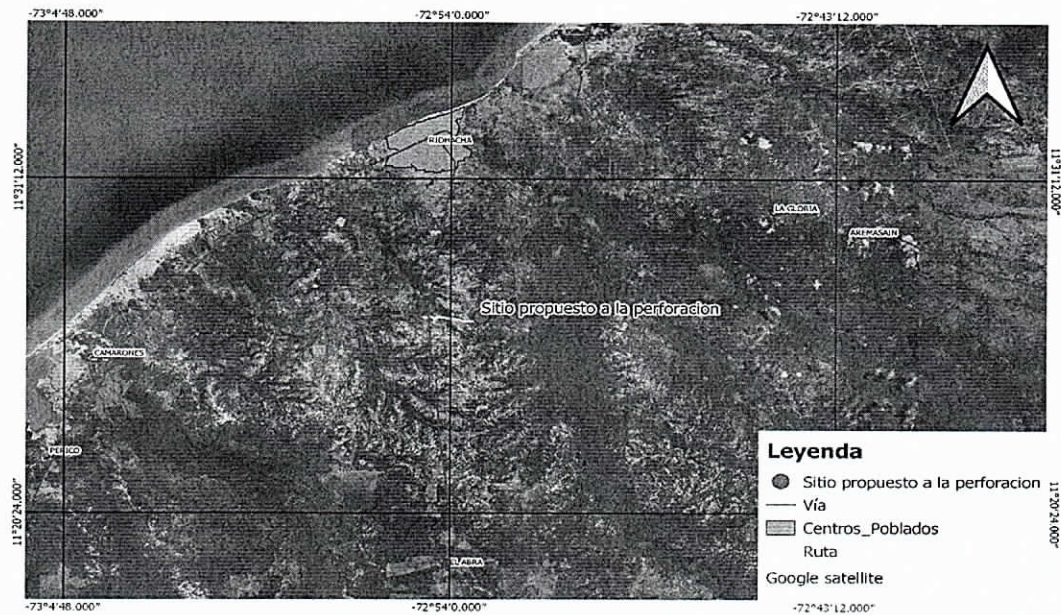 -73°4'48.000"
-72°54'0.000"
-72°43'12.000"
11°31'12.000"
11°31'12.000"
RIOHACHA
LA GLORIA
AREMASAIN
Sitio propuesto a la perforacion
CAMARONES
PERICO
EL ABRA
11°20'24.000"
11°20'24.000"
Leyenda
Sitio propuesto a la perforacion
Vía
Centros_Poblados
Ruta
Google satellite
-73°4'48.000"
-72°54'0.000"
-72°43'12.000"